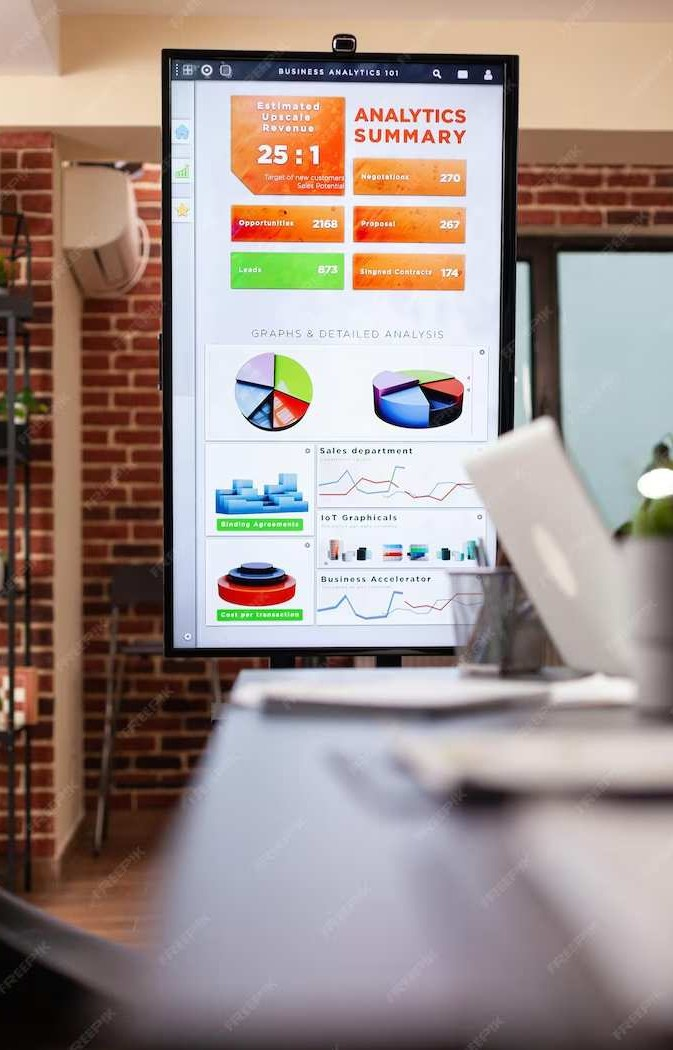 BUSINESS ANALYTICS 101
Estimated
Upscale
Revenue
25 : 1
Target of new customers
Sales Potential
ANALYTICS
SUMMARY
Negotations 270
Opportunities 2168
Proposal 267
Leads 873
Singned Contracts 174
GRAPHS & DETAILED ANALYSIS
Sales department
Binding Agreements
IoT Graphicals
Business Accelerator
Cost per transaction
FREEPIK